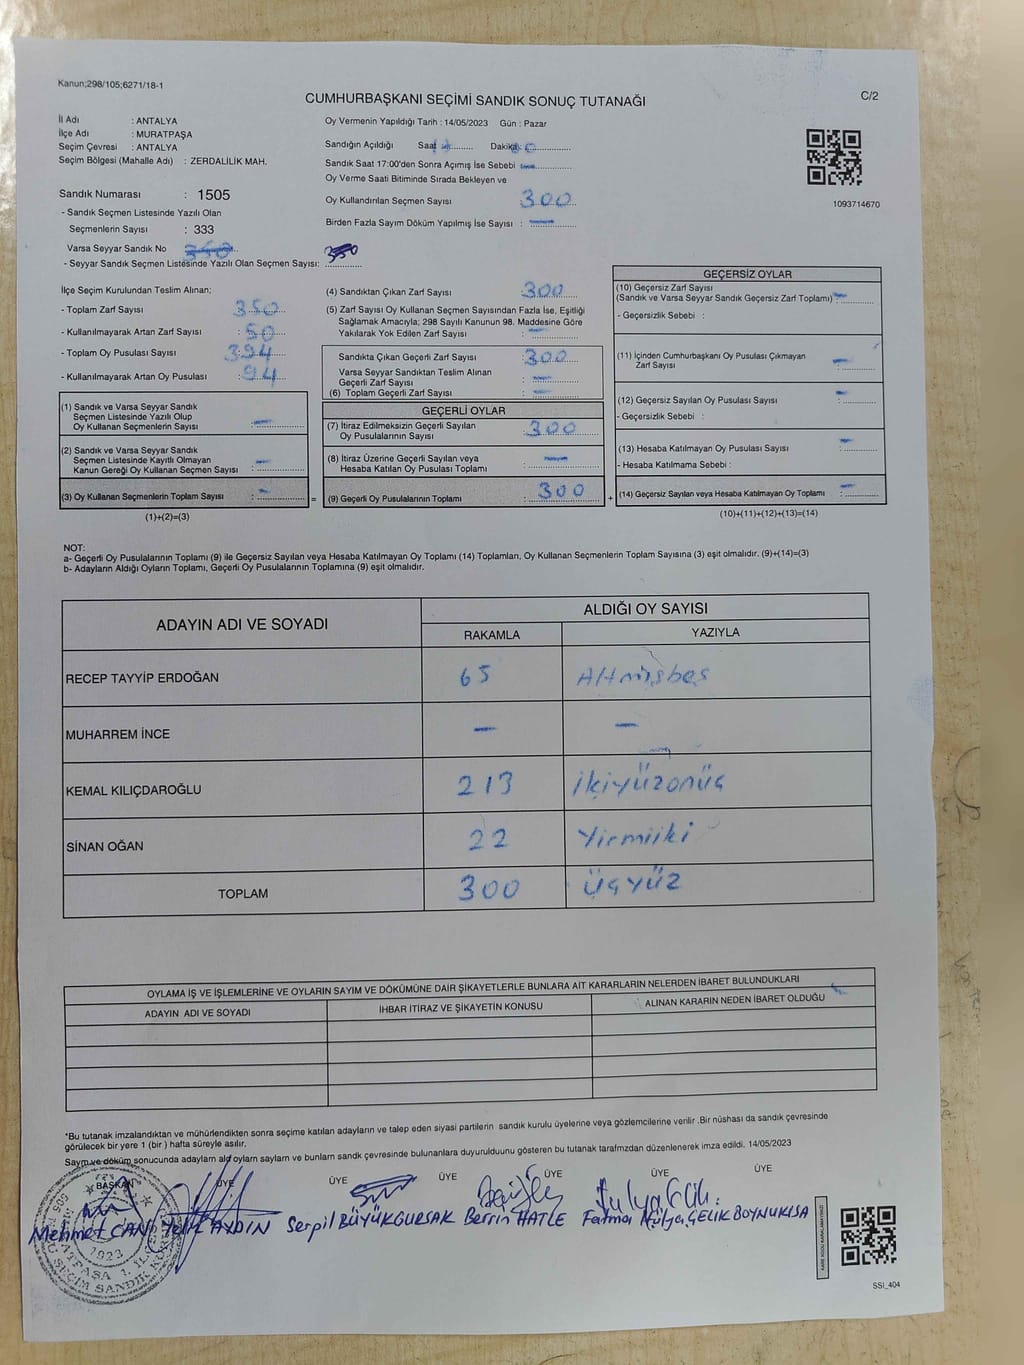 Kanun;298/105;6271/18-1
CUMHURBAŞKANI SEÇİMİ SANDIK SONUÇ TUTANAĞI
C/2
İl Adı : ANTALYA
İlçe Adı : MURATPAŞA
Seçim Çevresi : ANTALYA
Seçim Bölgesi (Mahalle Adı) : ZERDALİLİK MAH.
Sandık Numarası : 1505
- Sandık Seçmen Listesinde Yazılı Olan
Seçmenlerin Sayısı : 333
Varsa Seyyar Sandık No
- Seyyar Sandık Seçmen Listesinde Yazılı Olan Seçmen Sayısı:
Oy Vermenin Yapıldığı Tarih : 14/05/2023 Gün : Pazar
Sandığın Açıldığı Saat Dakika
Sandık Saat 17:00'den Sonra Açımış İse Sebebi
Oy Verme Saati Bitiminde Sırada Bekleyen ve
Oy Kullandırılan Seçmen Sayısı 300
Birden Fazla Sayım Döküm Yapılmış İse Sayısı : —
1093714670
İlçe Seçim Kurulundan Teslim Alınan:
- Toplam Zarf Sayısı : 350
- Kullanılmayarak Artan Zarf Sayısı : 50
- Toplam Oy Pusulası Sayısı : 394
- Kullanılmayarak Artan Oy Pusulası : 94
(1) Sandık ve Varsa Seyyar Sandık
Seçmen Listesinde Yazılı Olup
Oy Kullanan Seçmenlerin Sayısı : —
(2) Sandık ve Varsa Seyyar Sandık
Seçmen Listesinde Kayıtlı Olmayan
Kanun Gereği Oy Kullanan Seçmen Sayısı : —
(3) Oy Kullanan Seçmenlerin Toplam Sayısı : —
(1)+(2)=(3)
=
(4) Sandıktan Çıkan Zarf Sayısı : 300
(5) Zarf Sayısı Oy Kullanan Seçmen Sayısından Fazla İse, Eşitliği
Sağlamak Amacıyla; 298 Sayılı Kanunun 98. Maddesine Göre
Yakılarak Yok Edilen Zarf Sayısı : —
Sandıkta Çıkan Geçerli Zarf Sayısı : 300
Varsa Seyyar Sandıktan Teslim Alınan
Geçerli Zarf Sayısı : —
(6) Toplam Geçerli Zarf Sayısı : —
GEÇERLİ OYLAR
(7) İtiraz Edilmeksizin Geçerli Sayılan
Oy Pusulalarının Sayısı : 300
(8) İtiraz Üzerine Geçerli Sayılan veya
Hesaba Katılan Oy Pusulası Toplamı : —
(9) Geçerli Oy Pusulalarının Toplamı : 300
+
GEÇERSİZ OYLAR
(10) Geçersiz Zarf Sayısı
(Sandık ve Varsa Seyyar Sandık Geçersiz Zarf Toplamı) : —
- Geçersizlik Sebebi :
(11) İçinden Cumhurbaşkanı Oy Pusulası Çıkmayan
Zarf Sayısı : —
(12) Geçersiz Sayılan Oy Pusulası Sayısı : —
- Geçersizlik Sebebi :
(13) Hesaba Katılmayan Oy Pusulası Sayısı : —
- Hesaba Katılmama Sebebi :
(14) Geçersiz Sayılan veya Hesaba Katılmayan Oy Toplamı : —
(10)+(11)+(12)+(13)=(14)
NOT:
a- Geçerli Oy Pusulalarının Toplamı (9) ile Geçersiz Sayılan veya Hesaba Katılmayan Oy Toplamı (14) Toplamları, Oy Kullanan Seçmenlerin Toplam Sayısına (3) eşit olmalıdır. (9)+(14)=(3)
b- Adayların Aldığı Oyların Toplamı, Geçerli Oy Pusulalarının Toplamına (9) eşit olmalıdır.
ADAYIN ADI VE SOYADI ALDIĞI OY SAYISI
RAKAMLA YAZIYLA
RECEP TAYYİP ERDOĞAN 65 Altmışbeş
MUHARREM İNCE — —
KEMAL KILIÇDAROĞLU 213 İkiyüzonüç
SİNAN OĞAN 22 Yirmiiki
TOPLAM 300 Üçyüz
OYLAMA İŞ VE İŞLEMLERİNE VE OYLARIN SAYIM VE DÖKÜMÜNE DAİR ŞİKAYETLERLE BUNLARA AİT KARARLARIN NELERDEN İBARET BULUNDUKLARI
ADAYIN ADI VE SOYADI İHBAR İTİRAZ VE ŞİKAYETİN KONUSU ALINAN KARARIN NEDEN İBARET OLDUĞU
*Bu tutanak imzalandıktan ve mühürlendikten sonra seçime katılan adayların ve talep eden siyasi partilerin sandık kurulu üyelerine veya gözlemcilerine verilir .Bir nüshası da sandık çevresinde
görülecek bir yere 1 (bir ) hafta süreyle asılır.
Sayım ve döküm sonucunda adayların aldığı oyların sayıları ve bunların sandık çevresinde bulunanlara duyurulduunu gösteren bu tutanak tarafımızdan düzenlenerek imza edildi. 14/05/2023
BAŞKAN ÜYE ÜYE ÜYE ÜYE ÜYE ÜYE
Mehmet CAN Yeliz AYDIN Serpil BÜYÜKGURSAK Berrin HATLE Fatma Hülya ÇELİK BOYNUKISA
1923
SSİ_404